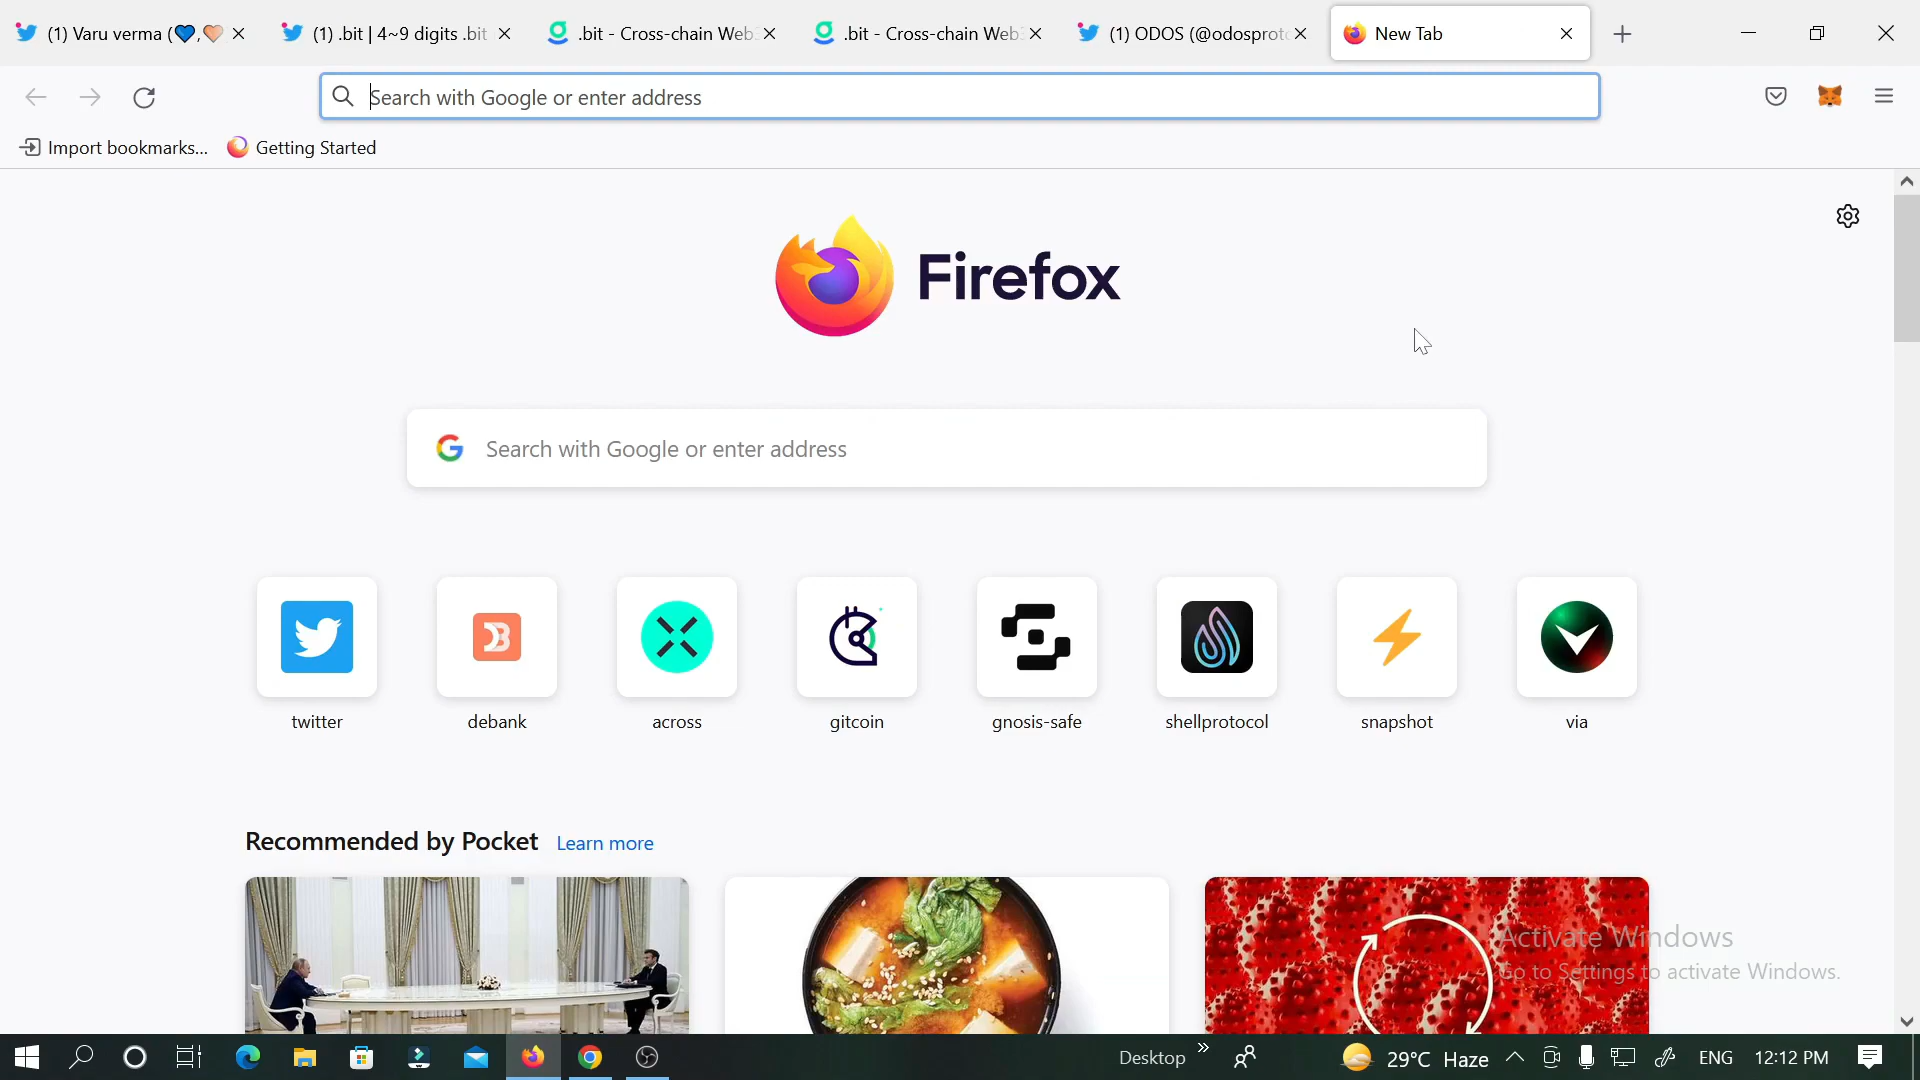 (1) Varu verma (💙,🧡
(1) .bit | 4~9 digits .bit
.bit - Cross-chain Web3
.bit - Cross-chain Web3
(1) ODOS (@odosproto
New Tab
Search with Google or enter address
Import bookmarks...
Getting Started
Firefox
Search with Google or enter address
twitter
debank
across
gitcoin
gnosis-safe
shellprotocol
snapshot
via
Recommended by Pocket
Learn more
Activate Windows
Go to Settings to activate Windows.
Desktop
29°C Haze
ENG
12:12 PM